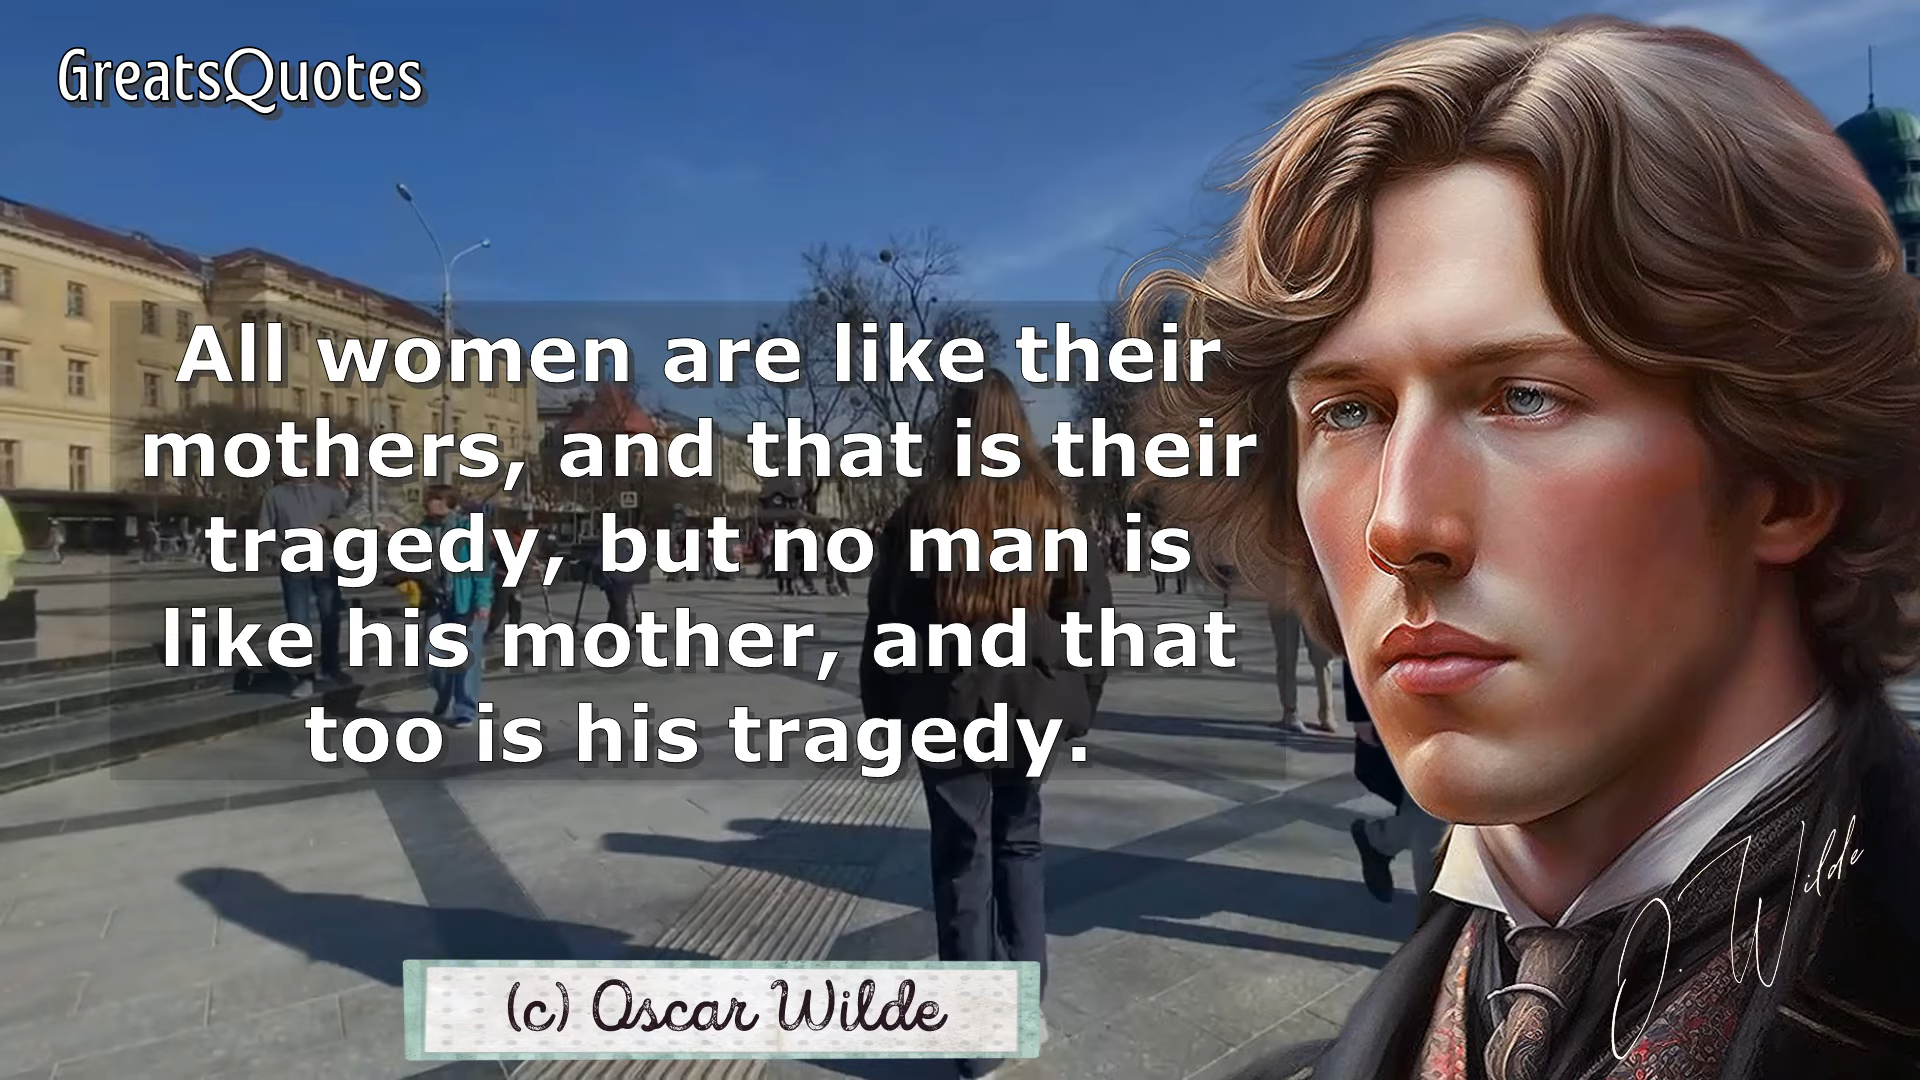 GreatsQuotes
All women are like their
mothers, and that is their
tragedy, but no man is
like his mother, and that
too is his tragedy.
O. Wilde
(c) Oscar Wilde